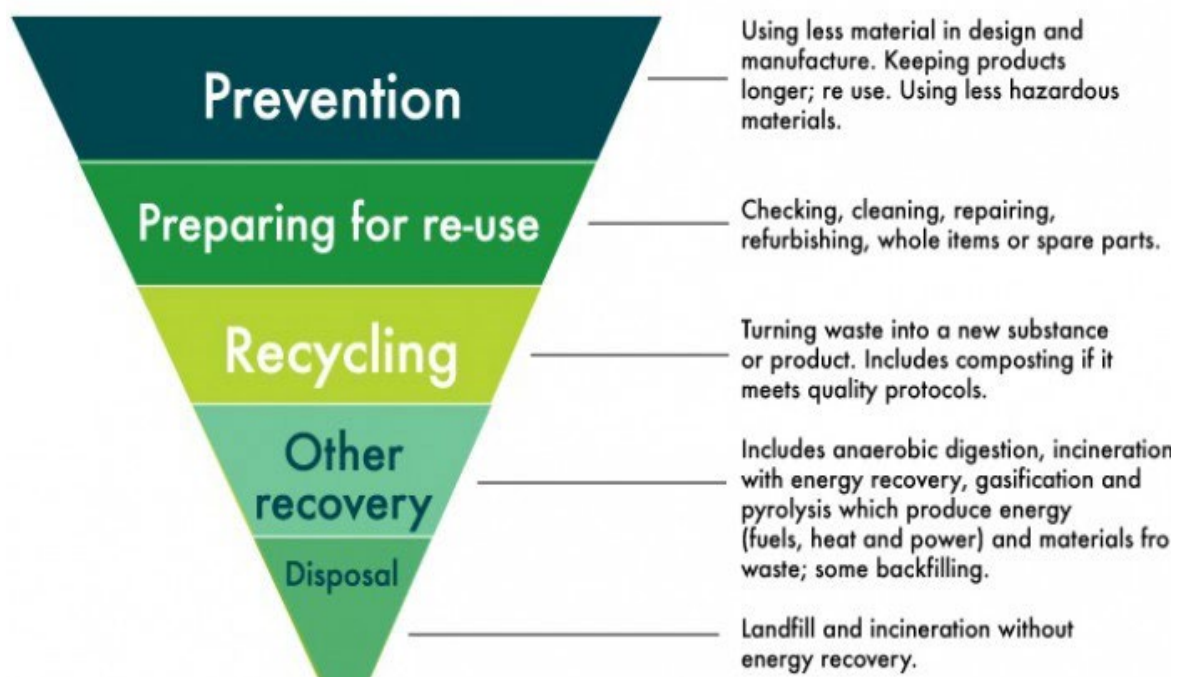 Prevention
Using less material in design and
manufacture. Keeping products
longer; re use. Using less hazardous
materials.
Preparing for re-use
Checking, cleaning, repairing,
refurbishing, whole items or spare parts.
Recycling
Turning waste into a new substance
or product. Includes composting if it
meets quality protocols.
Other
recovery
Includes anaerobic digestion, incineration
with energy recovery, gasification and
pyrolysis which produce energy
(fuels, heat and power) and materials fro
waste; some backfilling.
Disposal
Landfill and incineration without
energy recovery.